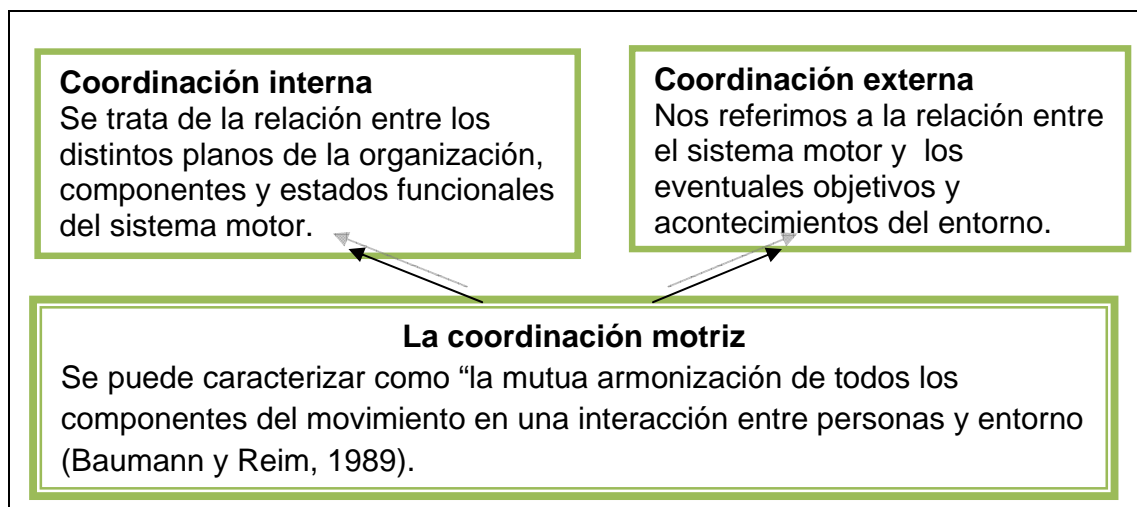 Coordinación interna
Se trata de la relación entre los
distintos planos de la organización,
componentes y estados funcionales
del sistema motor.
Coordinación externa
Nos referimos a la relación entre
el sistema motor y  los
eventuales objetivos y
acontecimientos del entorno.
La coordinación motriz
Se puede caracterizar como “la mutua armonización de todos los
componentes del movimiento en una interacción entre personas y entorno
(Baumann y Reim, 1989).